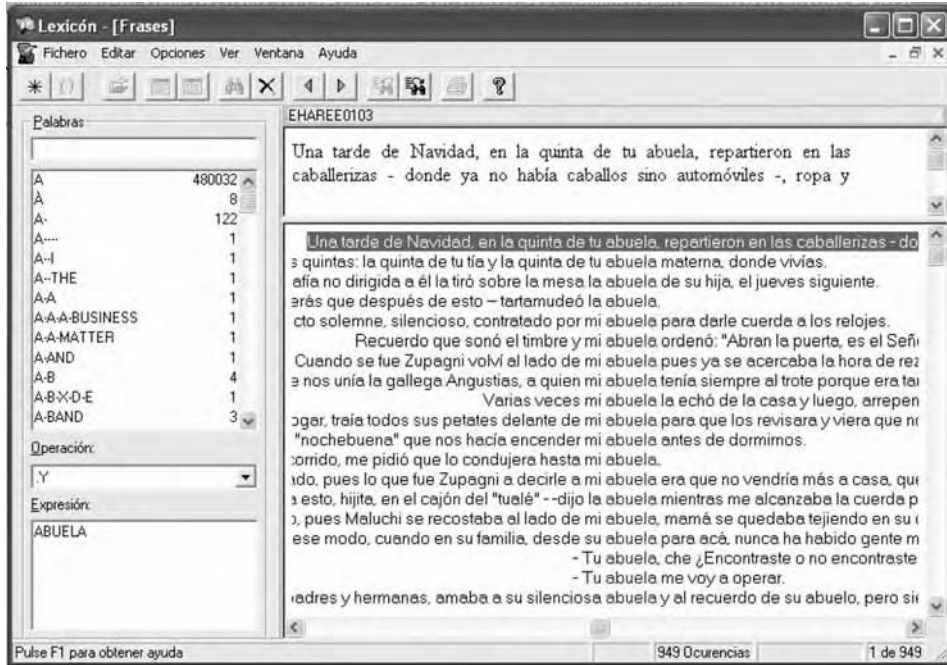 Lexicón - [Frases]
Fichero Editar Opciones Ver Ventana Ayuda
Palabras
A 480032
À 8
A- 122
A---- 1
A--I 1
A--THE 1
A-A 1
A-A-A-BUSINESS 1
A-A-MATTER 1
A-AND 1
A-B 4
A-B-X-D-E 1
A-BAND 3
Operación:
.Y
Expresión:
ABUELA
EHAREE0103
Una tarde de Navidad, en la quinta de tu abuela, repartieron en las
caballerizas - donde ya no había caballos sino automóviles -, ropa y
Una tarde de Navidad, en la quinta de tu abuela, repartieron en las caballerizas - do
s quintas: la quinta de tu tía y la quinta de tu abuela materna, donde vivías.
afía no dirigida a él la tiró sobre la mesa la abuela de su hija, el jueves siguiente.
erás que después de esto – tartamudeó la abuela.
cto solemne, silencioso, contratado por mi abuela para darle cuerda a los relojes.
Recuerdo que sonó el timbre y mi abuela ordenó: "Abran la puerta, es el Seño
Cuando se fue Zupagni volví al lado de mi abuela pues ya se acercaba la hora de rez
e nos unía la gallega Angustias, a quien mi abuela tenía siempre al trote porque era tan
Varias veces mi abuela la echó de la casa y luego, arrepen
ogar, traía todos sus petates delante de mi abuela para que los revisara y viera que no
"nochebuena" que nos hacía encender mi abuela antes de dormirnos.
corrido, me pidió que lo condujera hasta mi abuela.
ado, pues lo que fue Zupagni a decirle a mi abuela era que no vendría más a casa, que
a esto, hijita, en el cajón del "tualé" --dijo la abuela mientras me alcanzaba la cuerda p
o, pues Maluchi se recostaba al lado de mi abuela, mamá se quedaba tejiendo en su
ese modo, cuando en su familia, desde su abuela para acá, nunca ha habido gente m
- Tu abuela, che ¿Encontraste o no encontraste
- Tu abuela me voy a operar.
adres y hermanas, amaba a su silenciosa abuela y al recuerdo de su abuelo, pero sie
Pulse F1 para obtener ayuda
949 Ocurencias
1 de 949